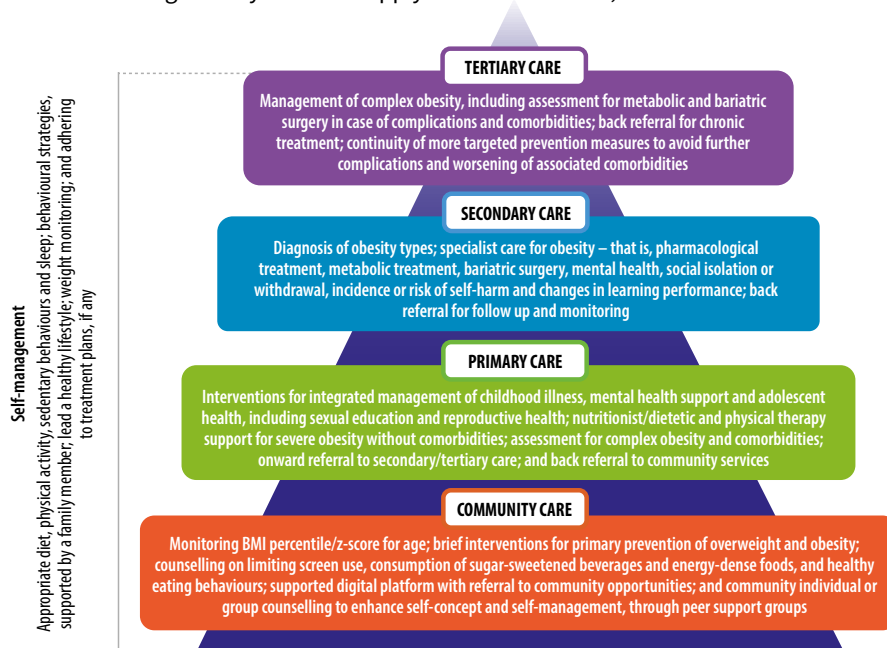 TERTIARY CARE
Management of complex obesity, including assessment for metabolic and bariatric
surgery in case of complications and comorbidities; back referral for chronic
treatment; continuity of more targeted prevention measures to avoid further
complications and worsening of associated comorbidities
SECONDARY CARE
Diagnosis of obesity types; specialist care for obesity – that is, pharmacological
treatment, metabolic treatment, bariatric surgery, mental health, social isolation or
withdrawal, incidence or risk of self-harm and changes in learning performance; back
referral for follow up and monitoring
PRIMARY CARE
Interventions for integrated management of childhood illness, mental health support and adolescent
health, including sexual education and reproductive health; nutritionist/dietetic and physical therapy
support for severe obesity without comorbidities; assessment for complex obesity and comorbidities;
onward referral to secondary/tertiary care; and back referral to community services
COMMUNITY CARE
Monitoring BMI percentile/z-score for age; brief interventions for primary prevention of overweight and obesity;
counselling on limiting screen use, consumption of sugar-sweetened beverages and energy-dense foods, and healthy
eating behaviours; supported digital platform with referral to community opportunities; and community individual or
group counselling to enhance self-concept and self-management, through peer support groups
Self-management
Appropriate diet, physical activity, sedentary behaviours and sleep; behavioural strategies,
supported by a family member; lead a healthy lifestyle; weight monitoring; and adhering
to treatment plans, if any